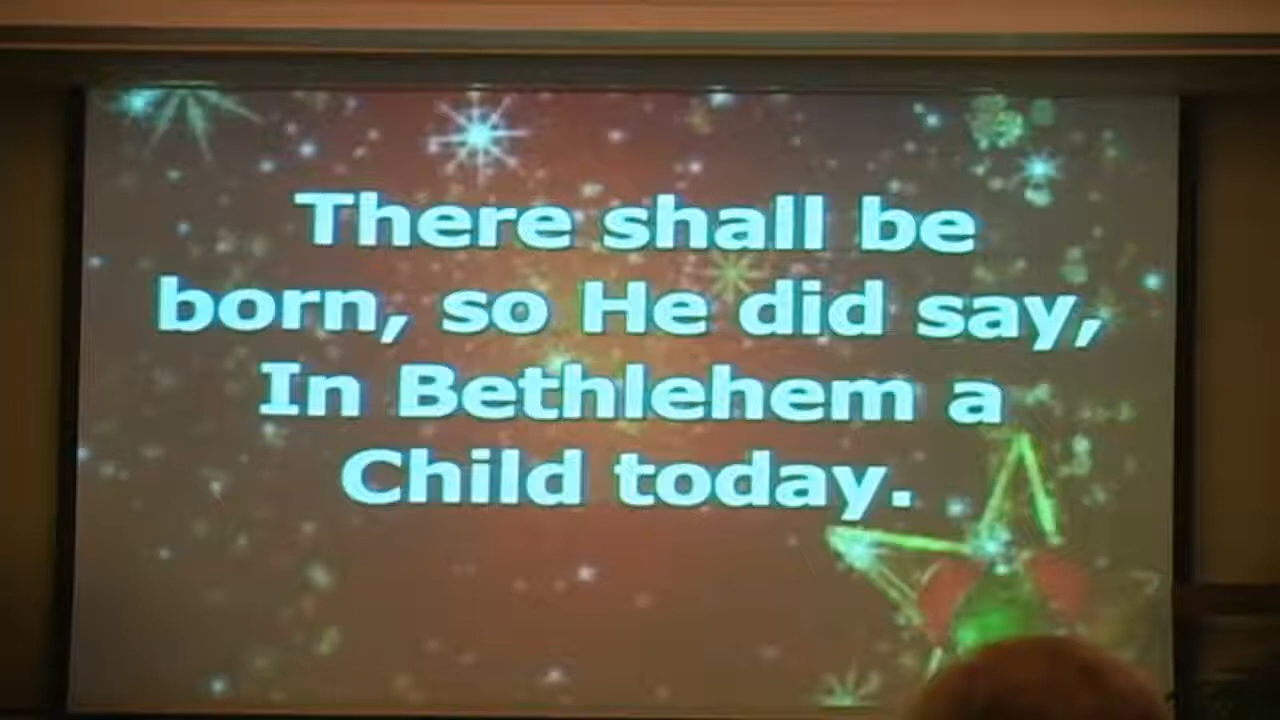 There shall be
born, so He did say,
In Bethlehem a
Child today.